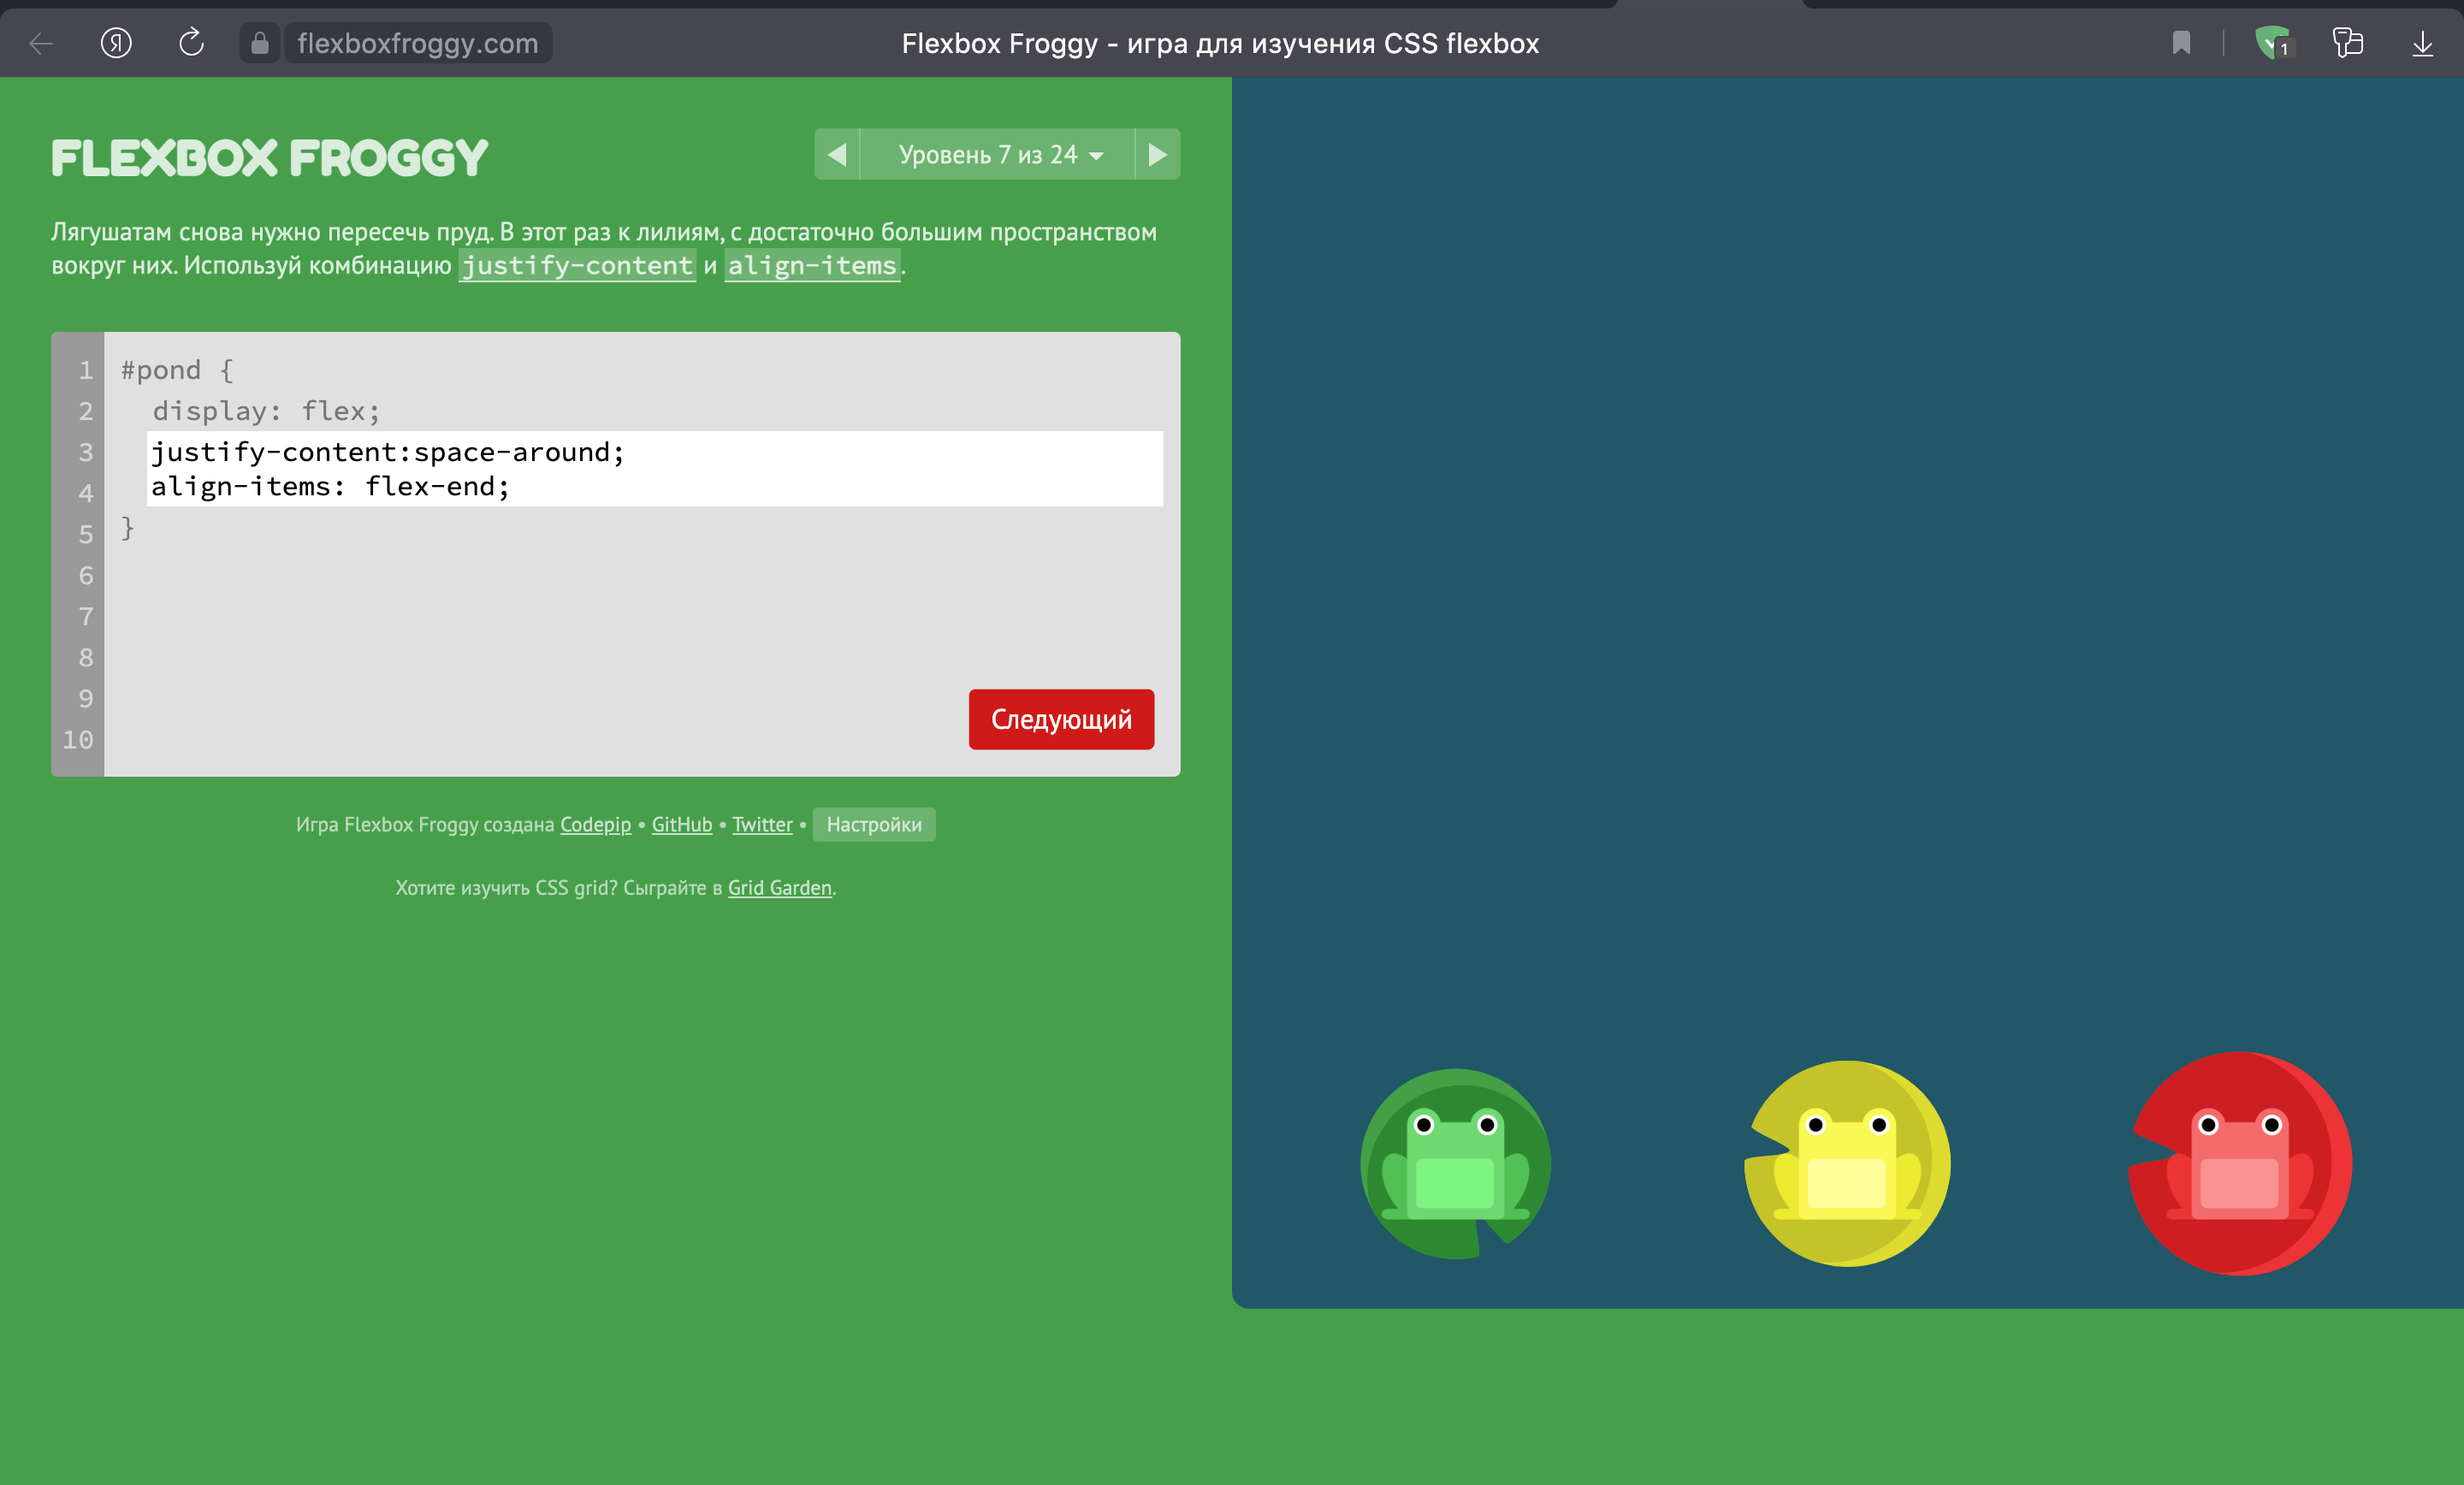 flexboxfroggy.com
Flexbox Froggy - игра для изучения CSS flexbox
1
FLEXBOX FROGGY
Уровень 7 из 24
Лягушатам снова нужно пересечь пруд. В этот раз к лилиям, с достаточно большим пространством
вокруг них. Используй комбинацию justify-content и align-items.
1 #pond {
2 display: flex;
3 justify-content:space-around;
4 align-items: flex-end;
5 }
6
7
8
9
10
Следующий
Игра Flexbox Froggy создана Codepip • GitHub • Twitter • Настройки
Хотите изучить CSS grid? Сыграйте в Grid Garden.